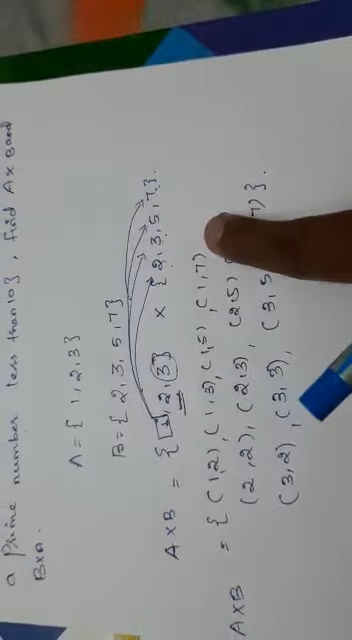 a Prime number less than 10}, find A×B and
B×A.
A = { 1, 2, 3}
B = { 2, 3, 5, 7}
A×B = { 1, 2, 3} × {2, 3, 5, 7}.
A×B = { (1,2), (1,3), (1,5), (1,7)
(2,2), (2,3), (2,5)
(3,2), (3,3), (3,5 7) }.